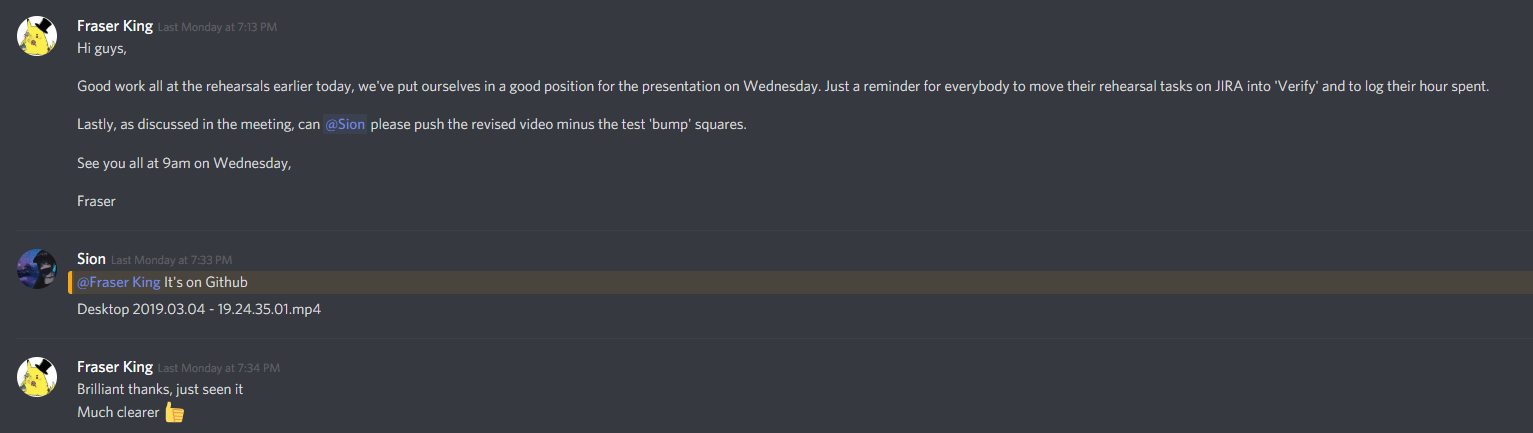 Fraser King Last Monday at 7:13 PM
Hi guys,
Good work all at the rehearsals earlier today, we've put ourselves in a good position for the presentation on Wednesday. Just a reminder for everybody to move their rehearsal tasks on JIRA into 'Verify' and to log their hour spent.
Lastly, as discussed in the meeting, can @Sion please push the revised video minus the test 'bump' squares.
See you all at 9am on Wednesday,
Fraser
Sion Last Monday at 7:33 PM
@Fraser King It's on Github
Desktop 2019.03.04 - 19.24.35.01.mp4
Fraser King Last Monday at 7:34 PM
Brilliant thanks, just seen it
Much clearer